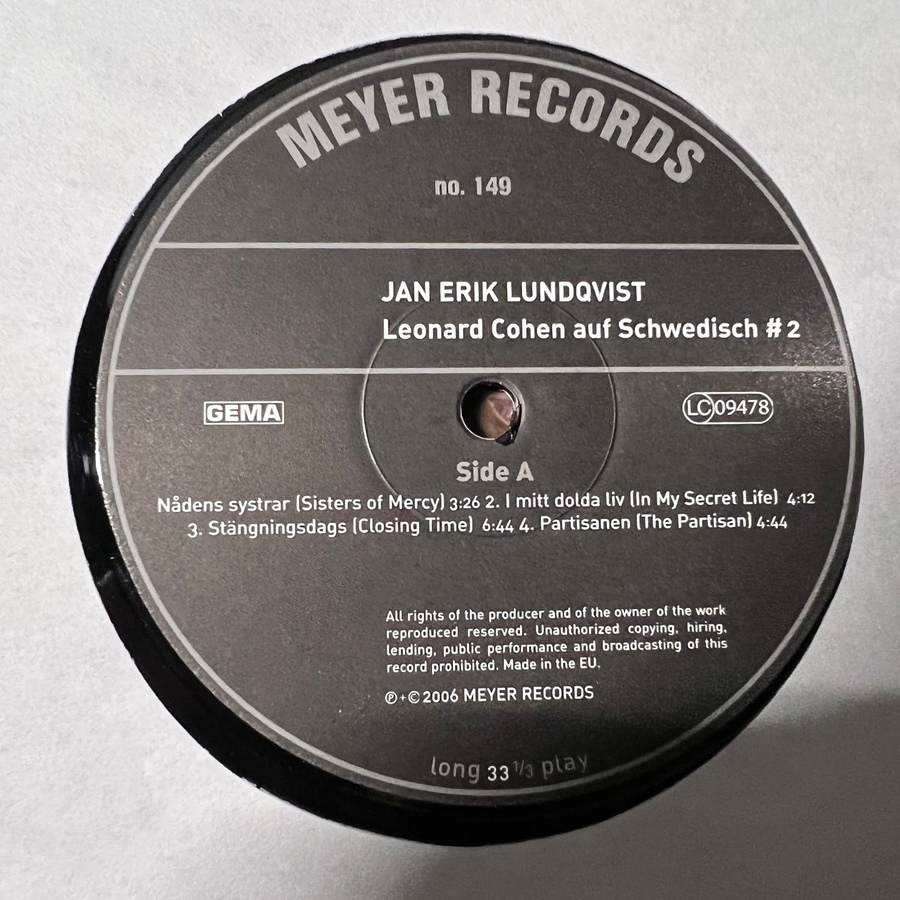 MEYER RECORDS
no. 149
JAN ERIK LUNDQVIST
Leonard Cohen auf Schwedisch # 2
GEMA
LC 09478
Side A
Nådens systrar (Sisters of Mercy) 3:26 2. I mitt dolda liv (In My Secret Life) 4:12
3. Stängningsdags (Closing Time) 6:44 4. Partisanen (The Partisan) 4:44
All rights of the producer and of the owner of the work
reproduced reserved. Unauthorized copying, hiring,
lending, public performance and broadcasting of this
record prohibited. Made in the EU.
℗+© 2006 MEYER RECORDS
long 33 1/3 play